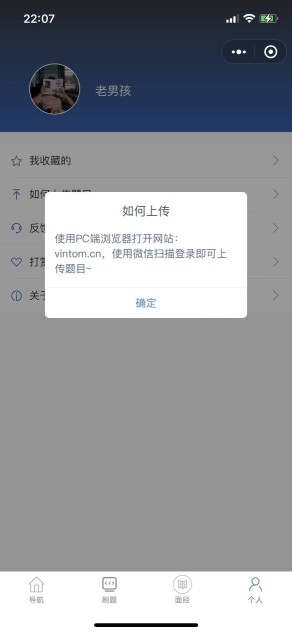 22:07
老男孩
我收藏的
如何上传题目
反馈
打赏
关于
如何上传
使用PC端浏览器打开网站：
vintom.cn，使用微信扫描登录即可上
传题目~
确定
导航
刷题
面经
个人